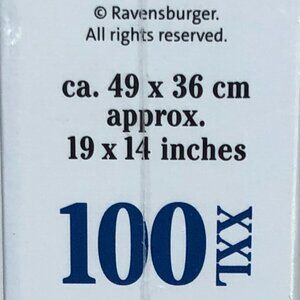 © Ravensburger.
All rights reserved.
ca. 49 x 36 cm
approx.
19 x 14 inches
100 XXL